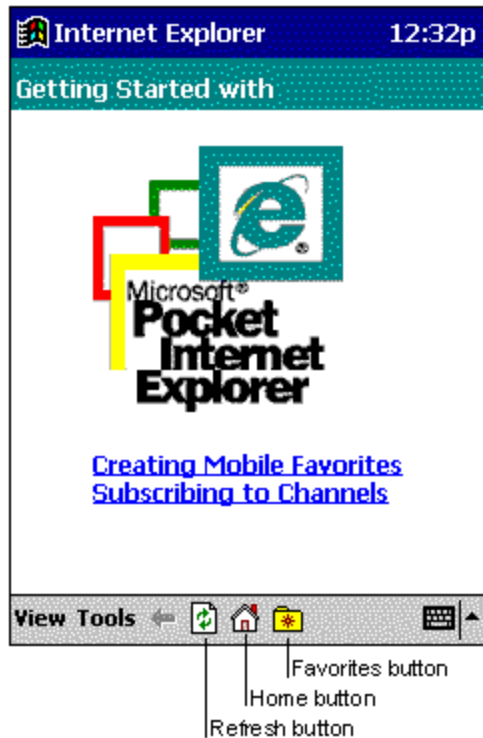 Internet Explorer 12:32p
Getting Started with
Microsoft®
Pocket
Internet
Explorer
Creating Mobile Favorites
Subscribing to Channels
View Tools
Favorites button
Home button
Refresh button